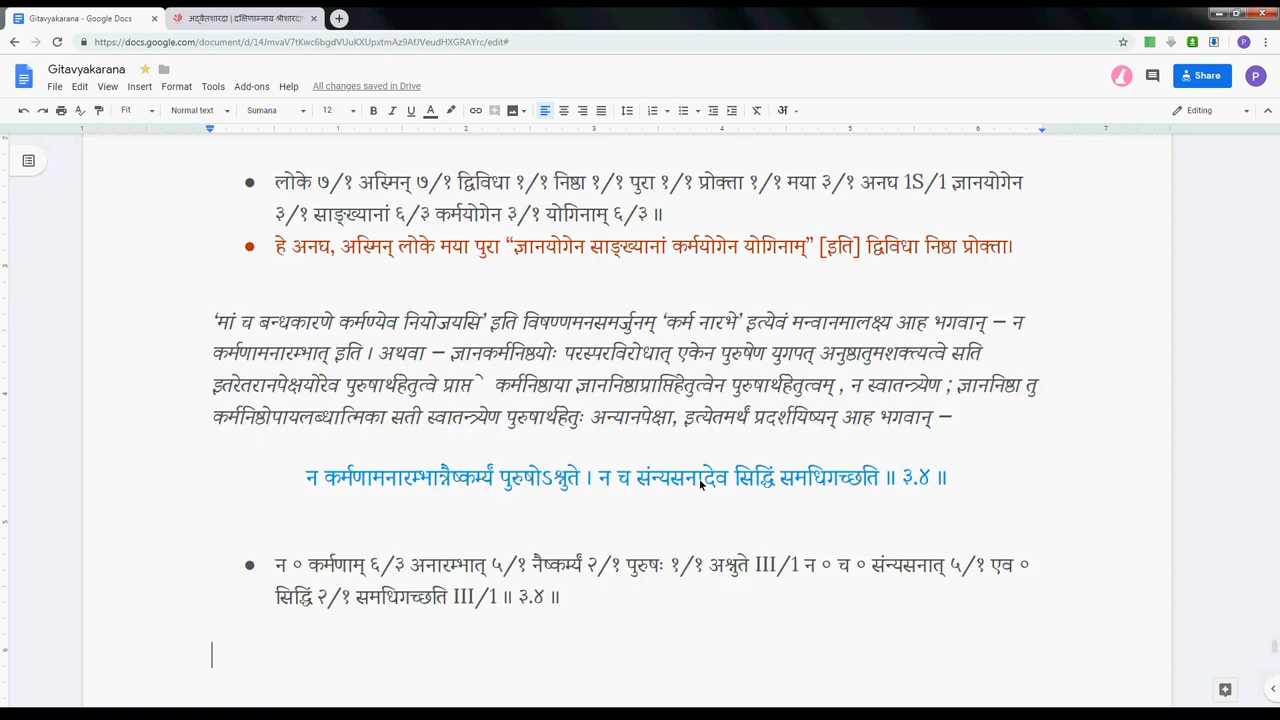 Gitavyakarana - Google Docs
अद्वैतशारदा | दक्षिणाम्नाय श्रीशारदा
https://docs.google.com/document/d/14JmvaV7tKwc6bgdVUuKXUpxtmAz9AfJVeudHXGRAYrc/edit#
Gitavyakarana
File Edit View Insert Format Tools Add-ons Help All changes saved in Drive
Share
P
Fit Normal text Sumana 12 Editing
• लोके ७/१ अस्मिन् ७/१ द्विविधा १/१ निष्ठा १/१ पुरा १/१ प्रोक्ता १/१ मया ३/१ अनघ 1S/1 ज्ञानयोगेन
३/१ साङ्ख्यानां ६/३ कर्मयोगेन ३/१ योगिनाम् ६/३ ॥
• हे अनघ, अस्मिन् लोके मया पुरा “ज्ञानयोगेन साङ्ख्यानां कर्मयोगेन योगिनाम्” [इति] द्विविधा निष्ठा प्रोक्ता।
‘मां च बन्धकारणे कर्मण्येव नियोजयसि’ इति विषण्णमनसमर्जुनम् ‘कर्म नारभे’ इत्येवं मन्वानमालक्ष्य आह भगवान् — न
कर्मणामनारम्भात् इति । अथवा — ज्ञानकर्मनिष्ठयोः परस्परविरोधात् एकेन पुरुषेण युगपत् अनुष्ठातुमशक्यत्वे सति
इतरेतरानपेक्षयोरेव पुरुषार्थहेतुत्वे प्राप्ते कर्मनिष्ठाया ज्ञाननिष्ठाप्राप्तिहेतुत्वेन पुरुषार्थहेतुत्वम् , न स्वातन्त्र्येण ; ज्ञाननिष्ठा तु
कर्मनिष्ठोपायलब्धात्मिका सती स्वातन्त्र्येण पुरुषार्थहेतुः अन्यानपेक्षा, इत्येतमर्थं प्रदर्शयिष्यन् आह भगवान् —
न कर्मणामनारम्भान्नैष्कर्म्यं पुरुषोऽश्नुते । न च संन्यसनादेव सिद्धिं समधिगच्छति ॥ ३.४ ॥
• न ० कर्मणाम् ६/३ अनारम्भात् ५/१ नैष्कर्म्यं २/१ पुरुषः १/१ अश्नुते III/1 न ० च ० संन्यसनात् ५/१ एव ०
सिद्धिं २/१ समधिगच्छति III/1 ॥ ३.४ ॥